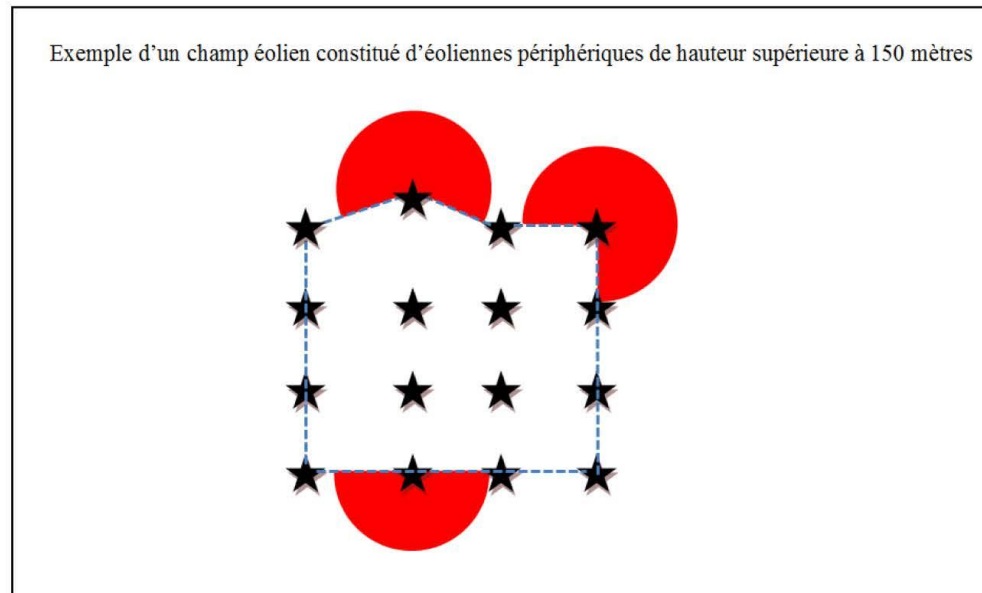 Exemple d’un champ éolien constitué d’éoliennes périphériques de hauteur supérieure à 150 mètres